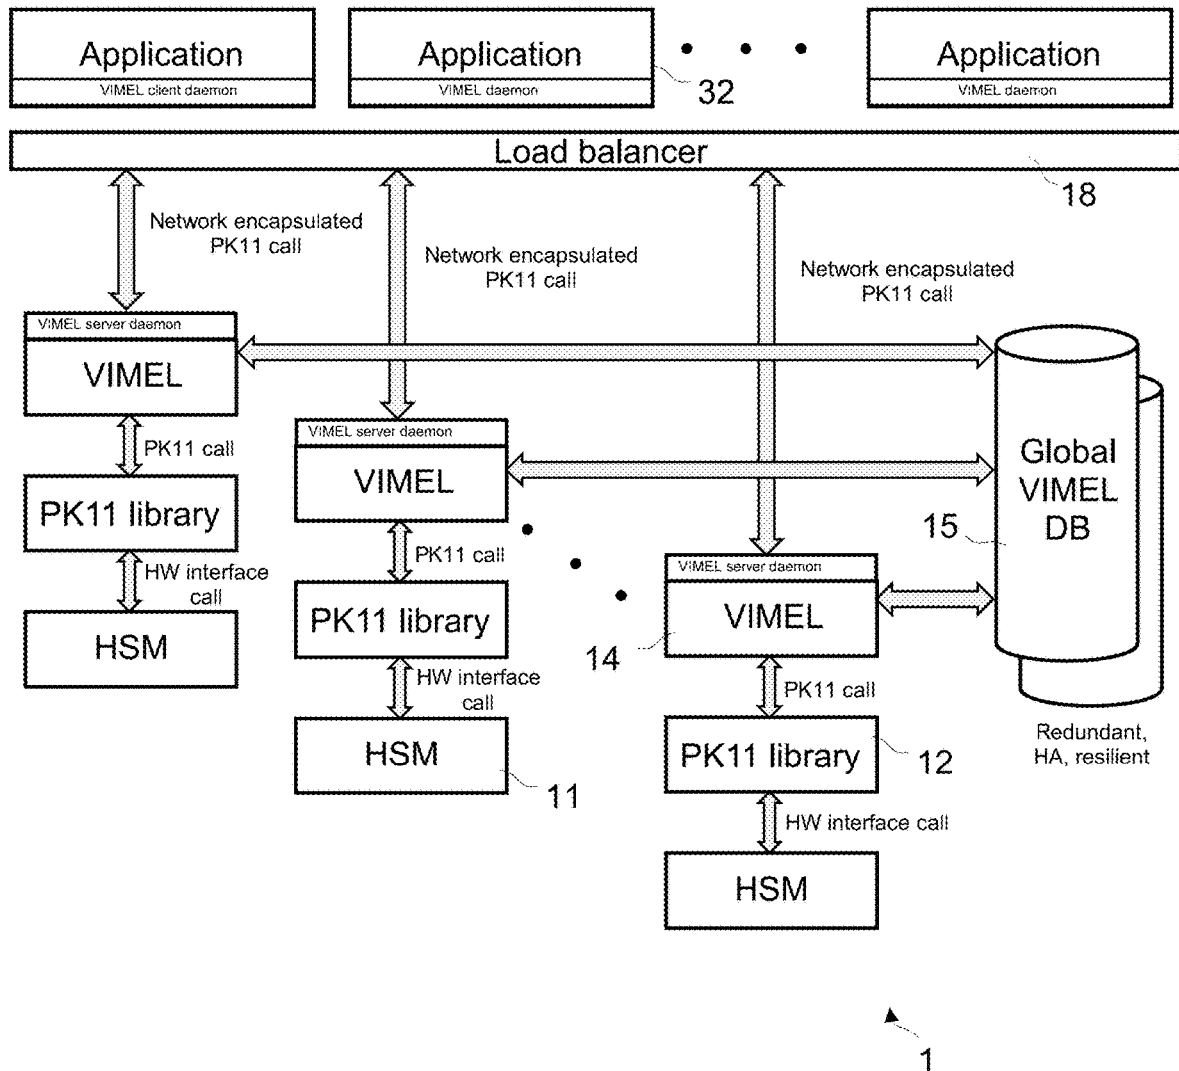 Application
VIMEL client daemon
Application
VIMEL daemon
32
Application
VIMEL daemon
Load balancer
18
Network encapsulated
PK11 call
Network encapsulated
PK11 call
Network encapsulated
PK11 call
VIMEL server daemon
VIMEL
PK11 call
PK11 library
HW interface
call
HSM
VIMEL server daemon
VIMEL
PK11 call
PK11 library
HW interface
call
HSM
11
VIMEL server daemon
VIMEL
14
PK11 call
PK11 library
12
HW interface call
HSM
Global
VIMEL
DB
15
Redundant,
HA, resilient
1